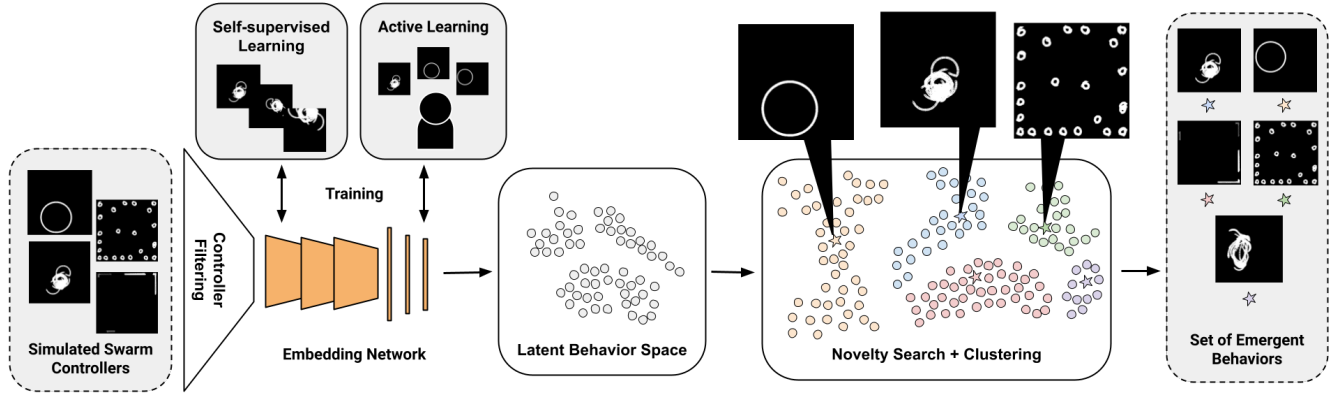 Self-supervised
Learning
Active Learning
Training
Controller
Filtering
Simulated Swarm
Controllers
Embedding Network
Latent Behavior Space
Novelty Search + Clustering
Set of Emergent
Behaviors